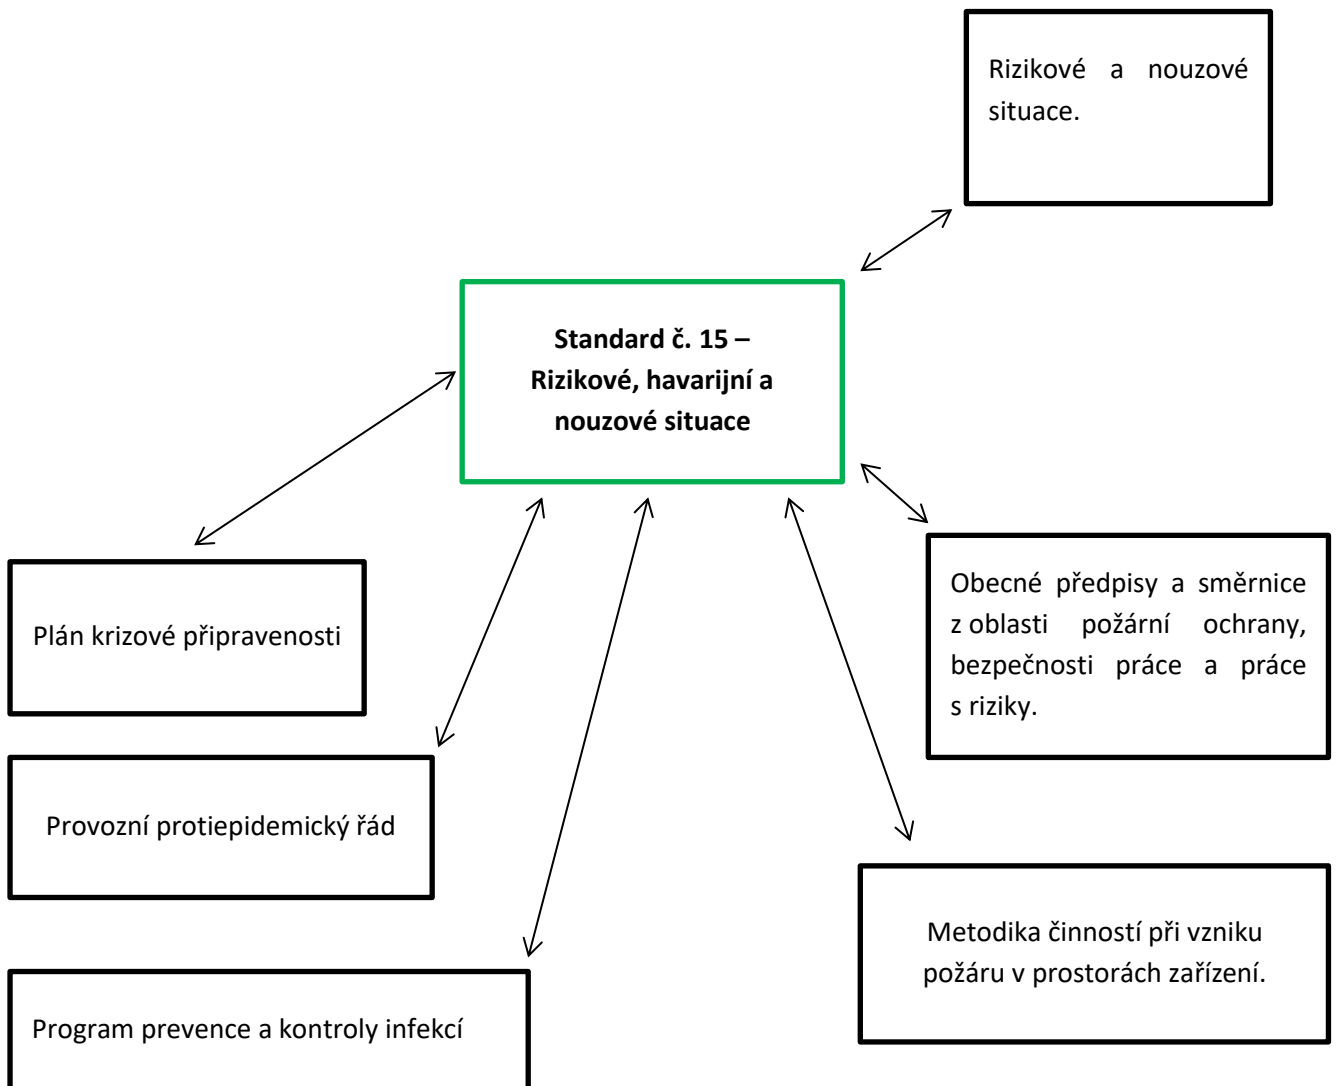 Rizikové a nouzové
situace.
Standard č. 15 –
Rizikové, havarijní a
nouzové situace
Plán krizové připravenosti
Obecné předpisy a směrnice
z oblasti požární ochrany,
bezpečnosti práce a práce
s riziky.
Provozní protiepidemický řád
Metodika činností při vzniku
požáru v prostorách zařízení.
Program prevence a kontroly infekcí